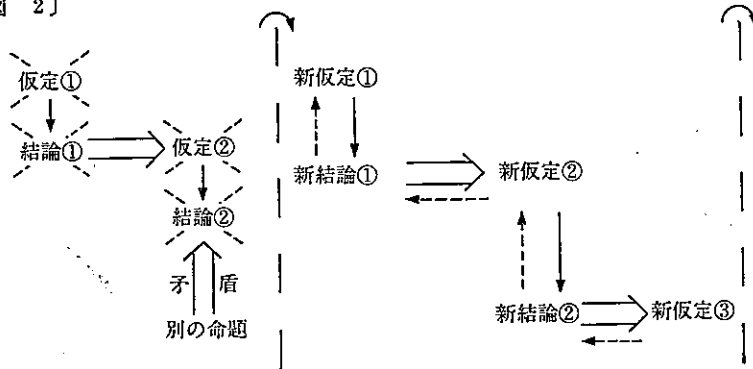 図 2〕
仮定①
結論①
仮定②
結論②
矛 盾
別の命題
新仮定①
新結論①
新仮定②
新結論②
新仮定③